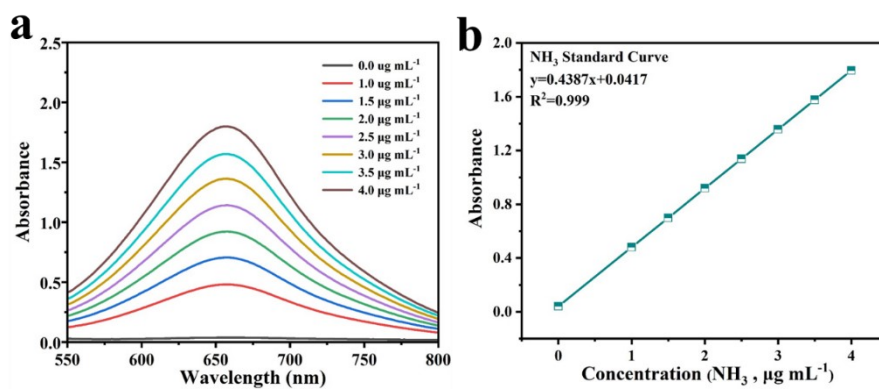 a
2.5
2.0
1.5
1.0
0.5
0.0
550
600
650
700
750
800
Absorbance
Wavelength (nm)
0.0 ug mL⁻¹
1.0 ug mL⁻¹
1.5 µg mL⁻¹
2.0 µg mL⁻¹
2.5 µg mL⁻¹
3.0 µg mL⁻¹
3.5 µg mL⁻¹
4.0 µg mL⁻¹
b
NH₃ Standard Curve
y=0.4387x+0.0417
R²=0.999
2.0
1.6
1.2
0.8
0.4
0.0
0
1
2
3
4
Absorbance
Concentration (NH₃ , µg mL⁻¹)